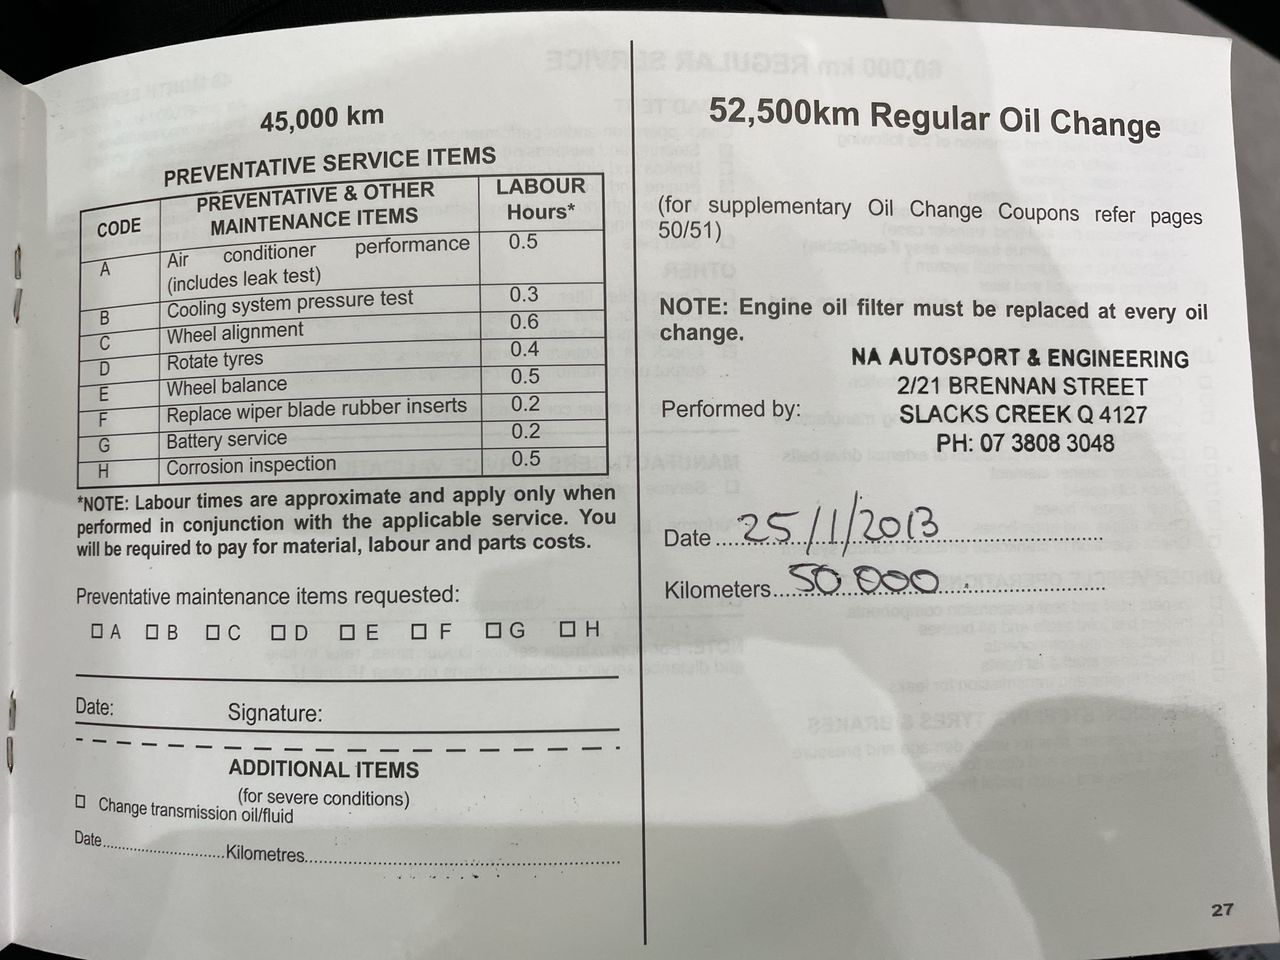 45,000 km
PREVENTATIVE SERVICE ITEMS
CODE
PREVENTATIVE & OTHER
MAINTENANCE ITEMS
LABOUR
Hours*
A
Air conditioner performance
(includes leak test)
0.5
B
Cooling system pressure test
0.3
C
Wheel alignment
0.6
D
Rotate tyres
0.4
E
Wheel balance
0.5
F
Replace wiper blade rubber inserts
0.2
G
Battery service
0.2
H
Corrosion inspection
0.5
*NOTE: Labour times are approximate and apply only when
performed in conjunction with the applicable service. You
will be required to pay for material, labour and parts costs.
Preventative maintenance items requested:
☐ A ☐ B ☐ C ☐ D ☐ E ☐ F ☐ G ☐ H
Date: Signature:
ADDITIONAL ITEMS
(for severe conditions)
☐ Change transmission oil/fluid
Date..........................Kilometres..........................................................
52,500km Regular Oil Change
(for supplementary Oil Change Coupons refer pages
50/51)
NOTE: Engine oil filter must be replaced at every oil
change.
NA AUTOSPORT & ENGINEERING
2/21 BRENNAN STREET
SLACKS CREEK Q 4127
PH: 07 3808 3048
Performed by:
Date 25/1/2013
Kilometers 50 000
27